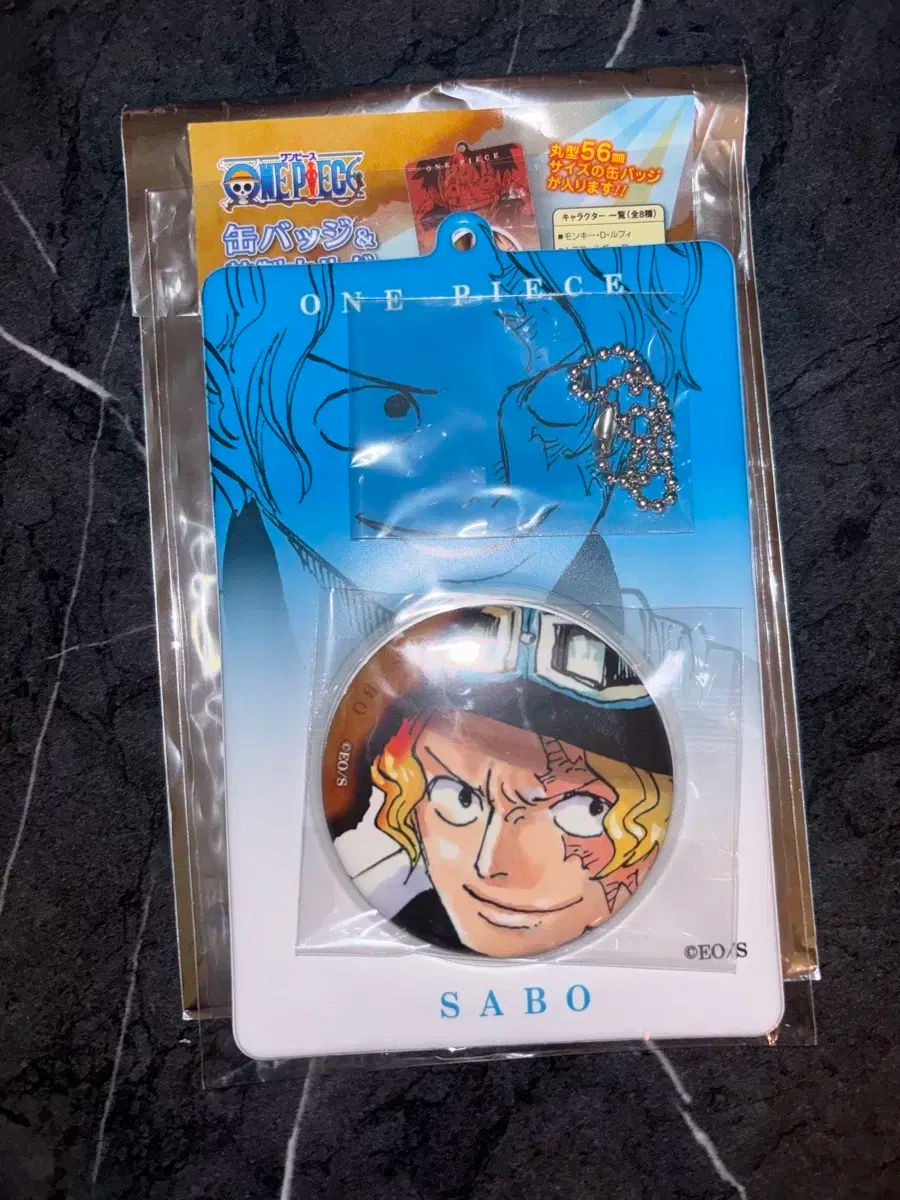 ワンピース
ONE PIECE
缶バッジ&
ONE PIECE
丸型56mm
サイズの缶バッジ
が入ります!!
キャラクター 一覧(全8種)
■モンキー・D・ルフィ
ONE PIECE
BO
©EO/S
©EO/S
SABO